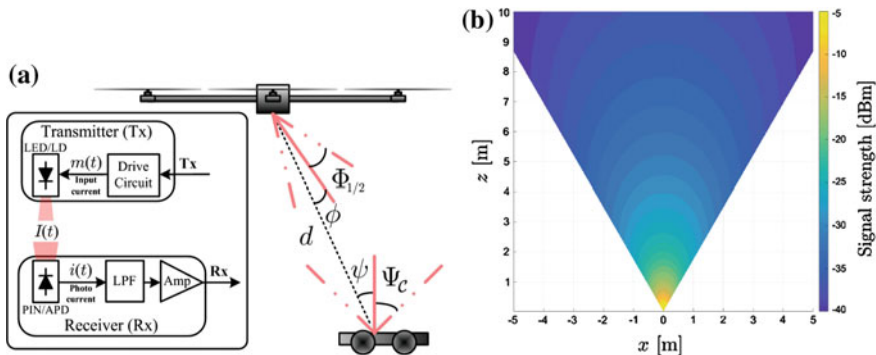 (a)
Transmitter (Tx)
LED/LD
m(t)
Input
current
Drive
Circuit
Tx
I(t)
i(t)
Photo
current
LPF
Amp
Rx
PIN/APD
Receiver (Rx)
Φ1/2
ϕ
d
ψ
Ψc
(b)
10
9
8
7
6
5
4
3
2
1
z [m]
-5 -4 -3 -2 -1 0 1 2 3 4 5
x [m]
-5
-10
-15
-20
-25
-30
-35
-40
Signal strength [dBm]